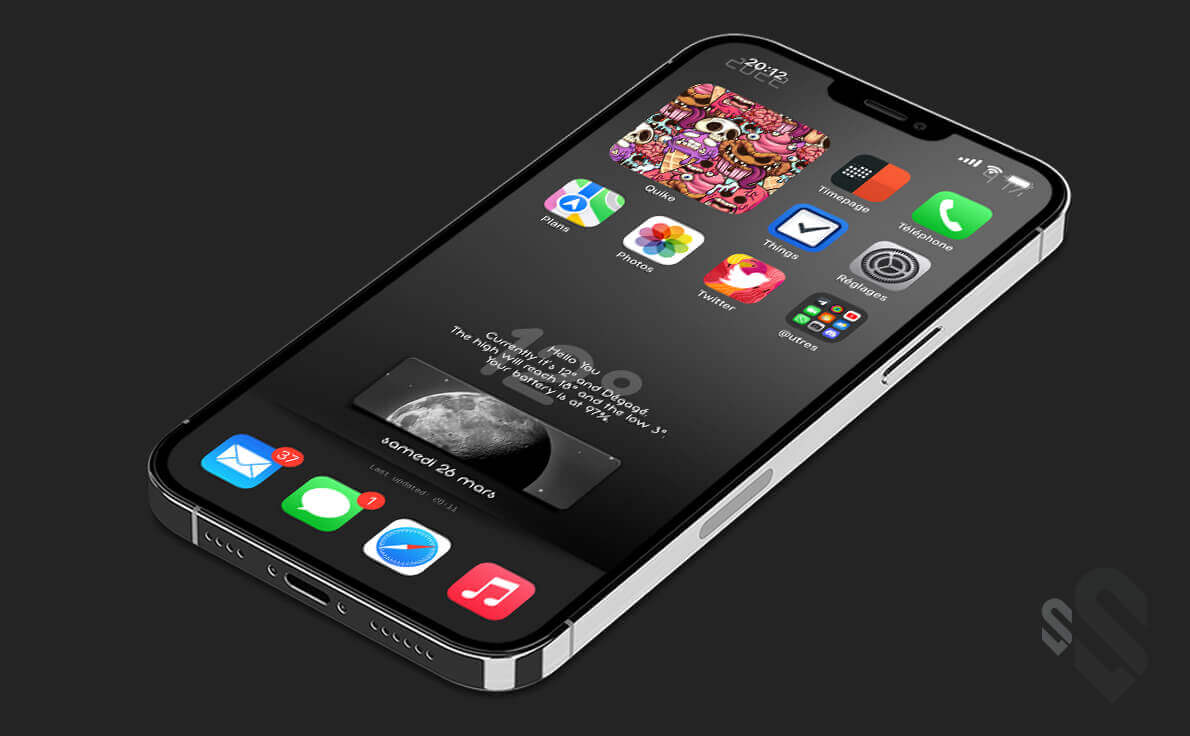 20:12
2022
Quike
Timepage
Téléphone
Plans
Photos
Things
Réglages
Twitter
@utres
12°
Hello You
Currently it's 12° and Dégagé.
The high will reach 16° and the low 3°.
Your battery is at 97%.
samedi 26 mars
Last updated: 20:11
37
1